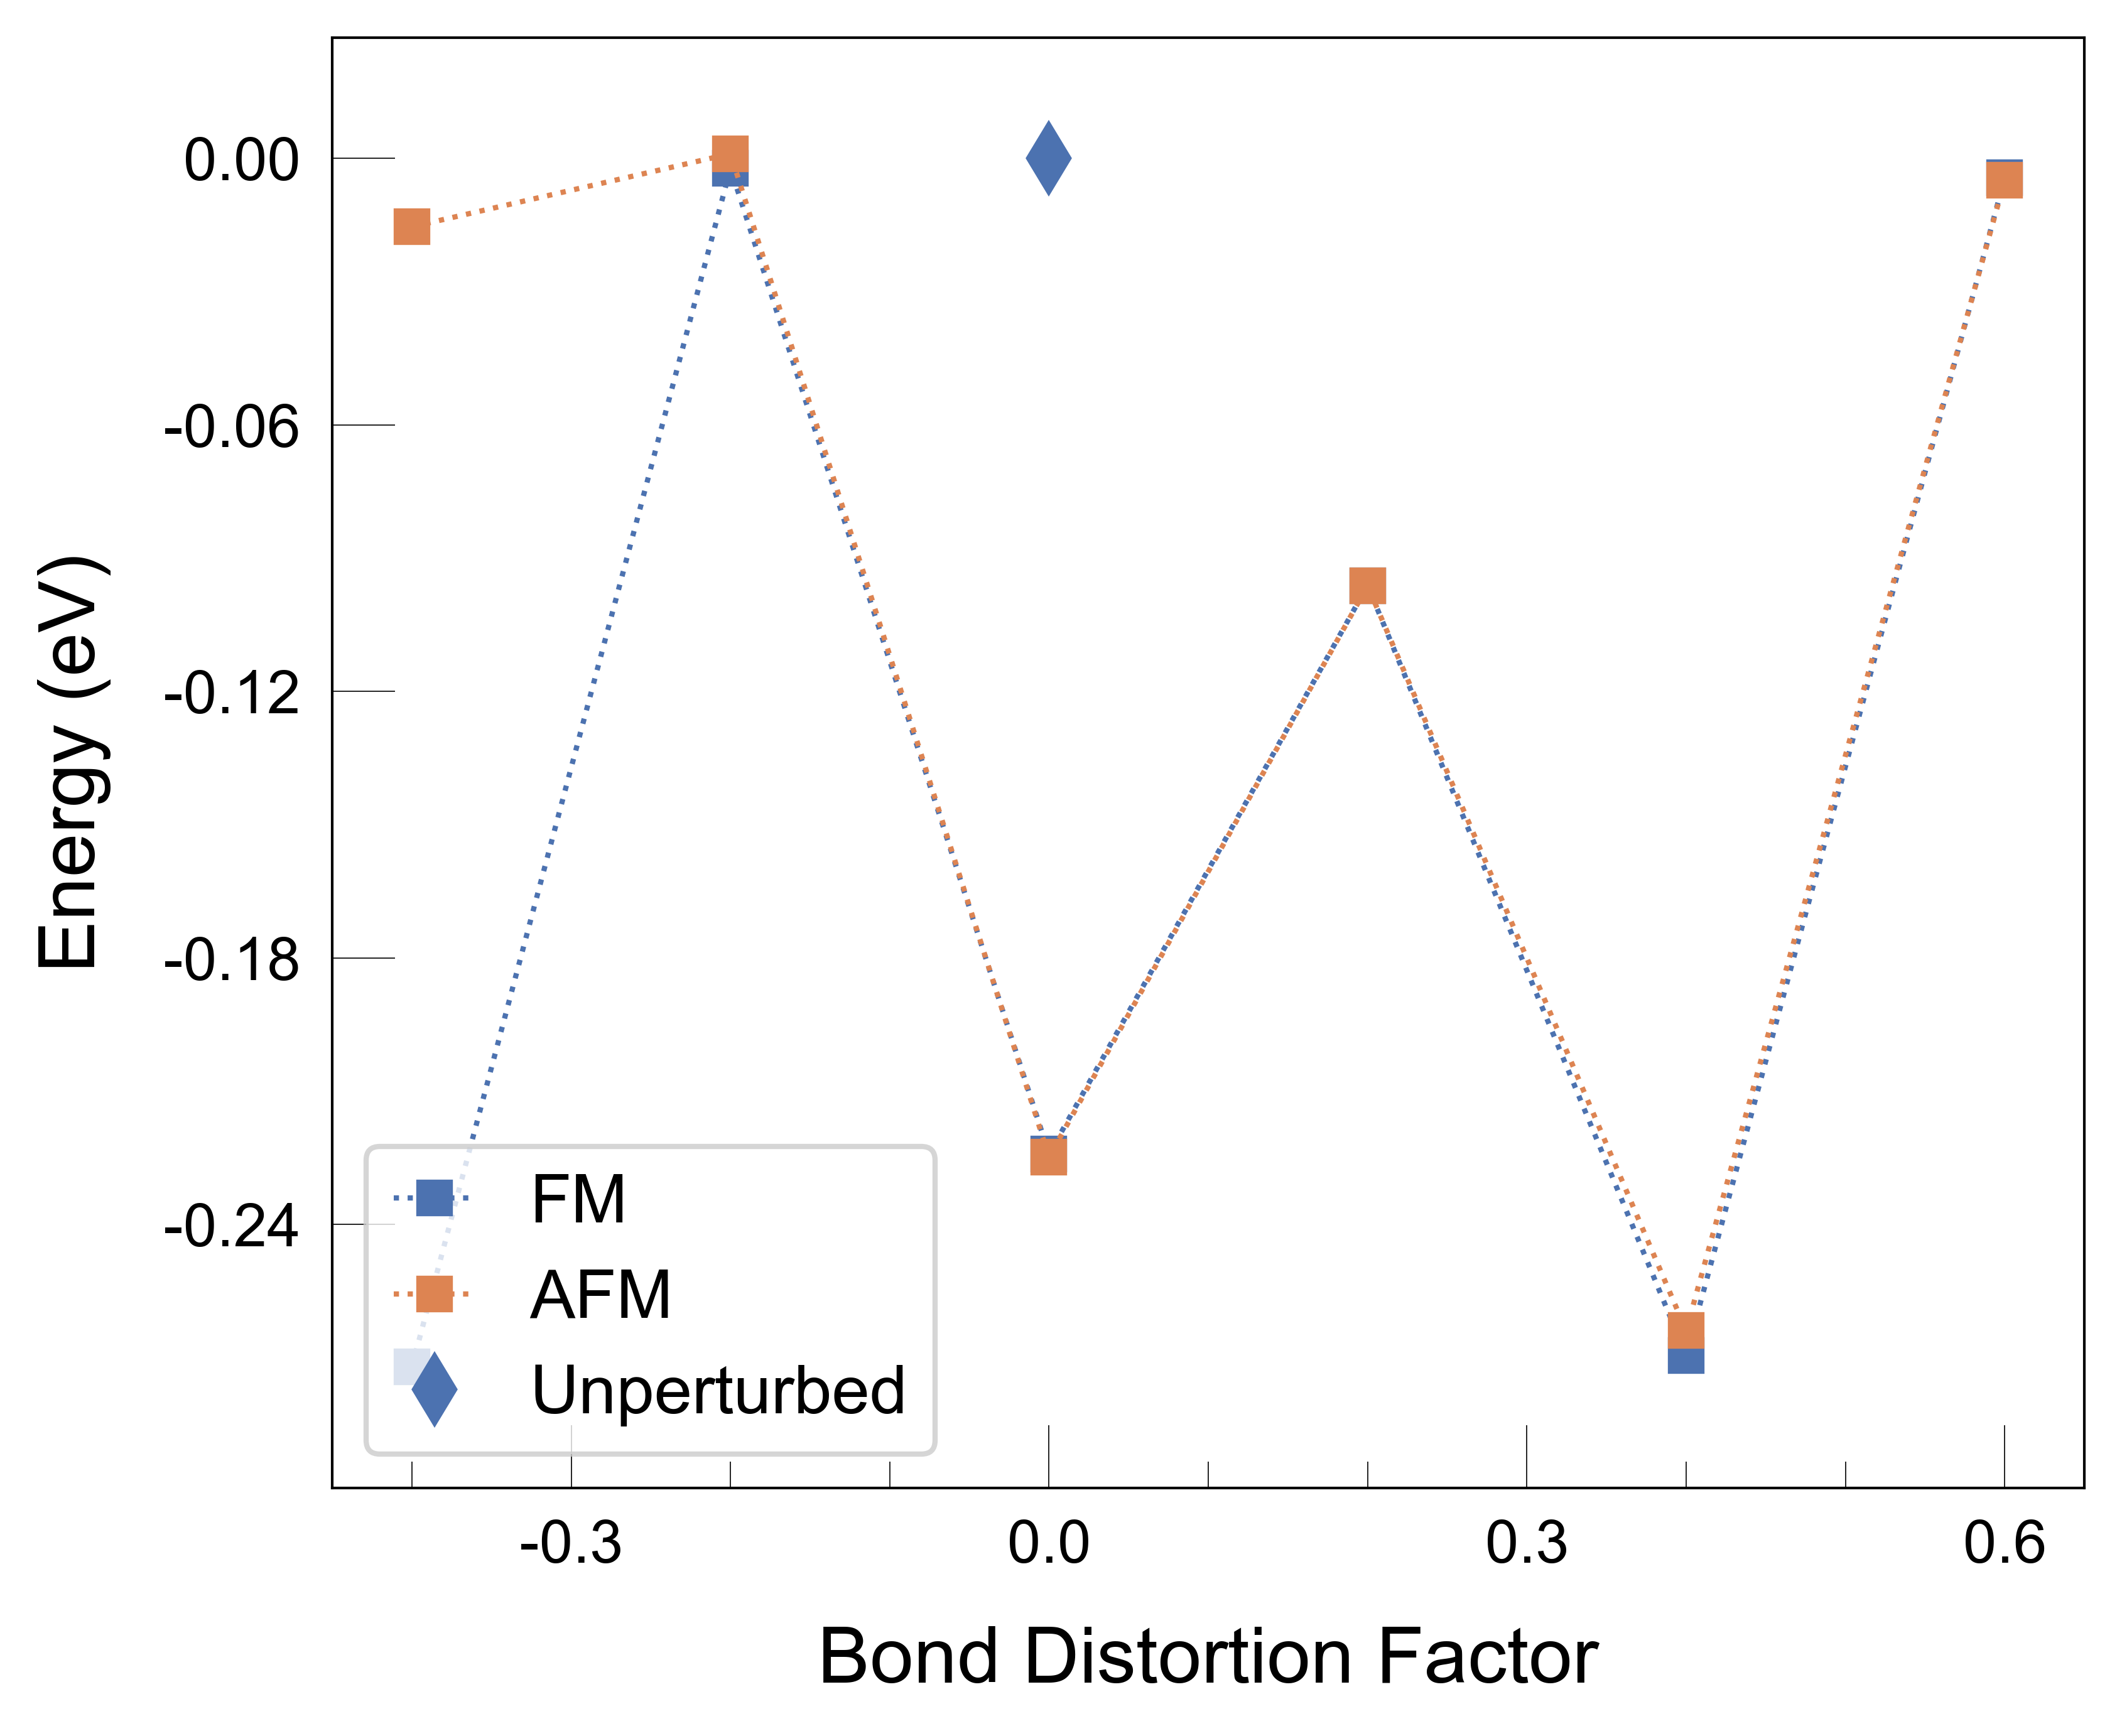 0.00
-0.06
-0.12
-0.18
-0.24
Energy (eV)
FM
AFM
Unperturbed
-0.3 0.0 0.3 0.6
Bond Distortion Factor